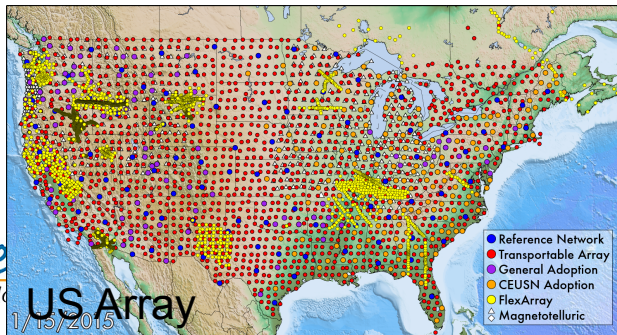 Reference Network
Transportable Array
General Adoption
CEUSN Adoption
FlexArray
Magnetotelluric
US Array
1/15/2015